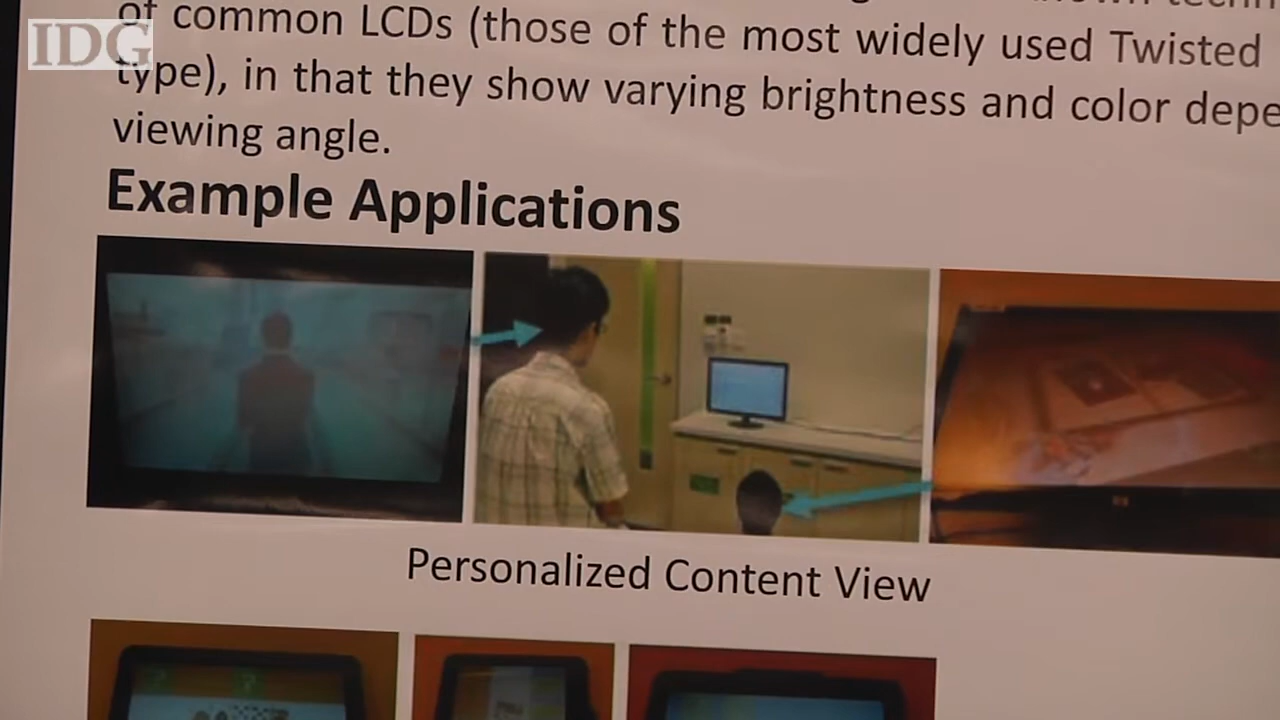 IDG
of common LCDs (those of the most widely used Twisted
type), in that they show varying brightness and color depe
viewing angle.
Example Applications
Personalized Content View